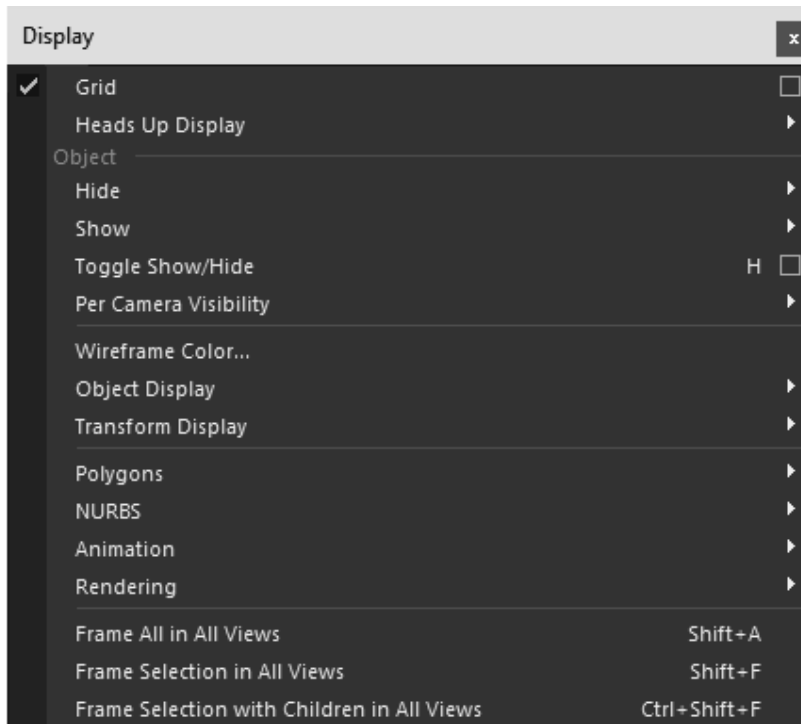 Display
x
Grid
Heads Up Display
Object
Hide
Show
Toggle Show/Hide H
Per Camera Visibility
Wireframe Color...
Object Display
Transform Display
Polygons
NURBS
Animation
Rendering
Frame All in All Views Shift+A
Frame Selection in All Views Shift+F
Frame Selection with Children in All Views Ctrl+Shift+F